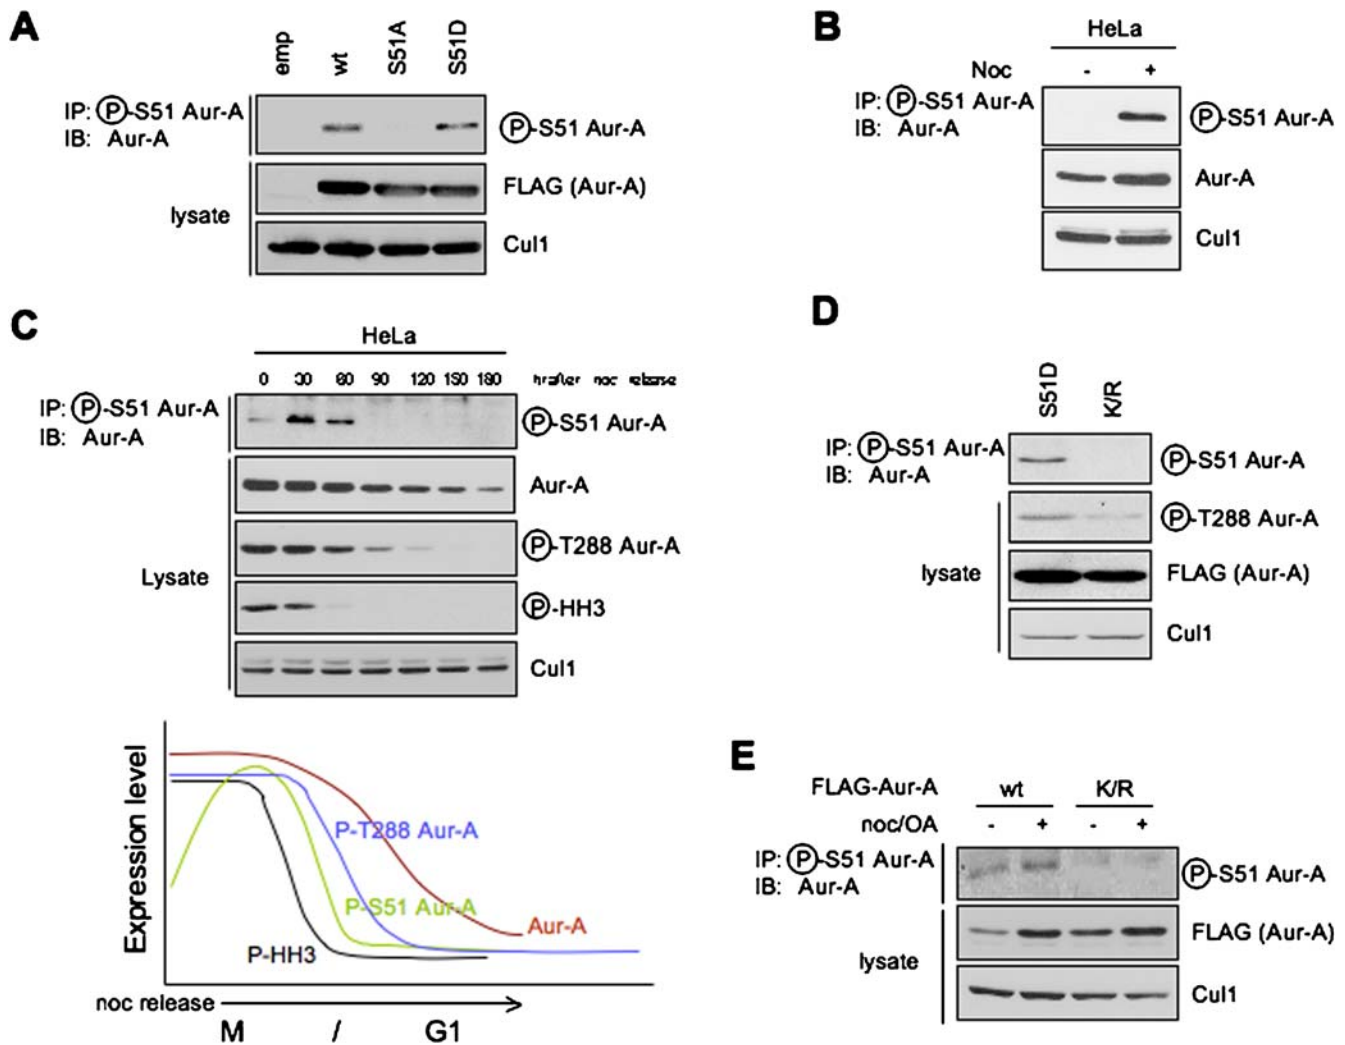 A
emp wt S51A S51D
IP: P-S51 Aur-A
IB: Aur-A
P-S51 Aur-A
FLAG (Aur-A)
lysate
Cul1
B
HeLa
Noc - +
IP: P-S51 Aur-A
IB: Aur-A
P-S51 Aur-A
Aur-A
Cul1
C
HeLa
0 30 60 90 120 150 180 hr after noc release
IP: P-S51 Aur-A
IB: Aur-A
P-S51 Aur-A
Aur-A
P-T288 Aur-A
Lysate
P-HH3
Cul1
Expression level
P-T288 Aur-A
P-S51 Aur-A
Aur-A
P-HH3
noc release
M / G1
D
S51D K/R
IP: P-S51 Aur-A
IB: Aur-A
P-S51 Aur-A
P-T288 Aur-A
lysate
FLAG (Aur-A)
Cul1
E
FLAG-Aur-A wt K/R
noc/OA - + - +
IP: P-S51 Aur-A
IB: Aur-A
P-S51 Aur-A
FLAG (Aur-A)
lysate
Cul1